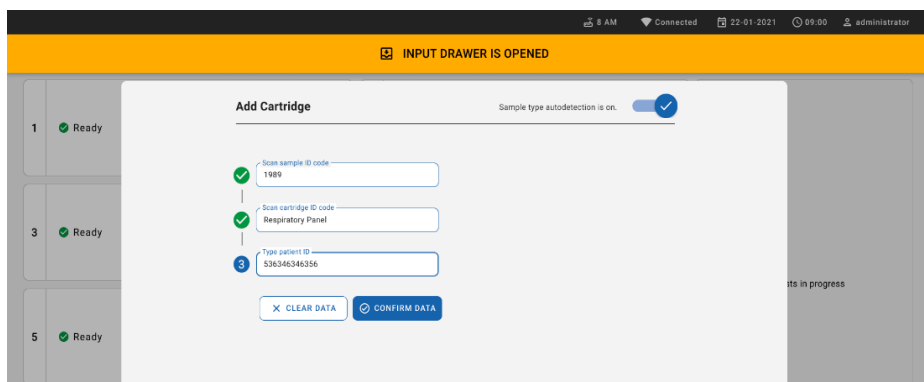 8 AM Connected 22-01-2021 09:00 administrator
INPUT DRAWER IS OPENED
Add Cartridge
Sample type autodetection is on.
1 Ready
Scan sample ID code
1989
Scan cartridge ID code
Respiratory Panel
3 Ready
Type patient ID
3 536346346356
sts in progress
CLEAR DATA CONFIRM DATA
5 Ready